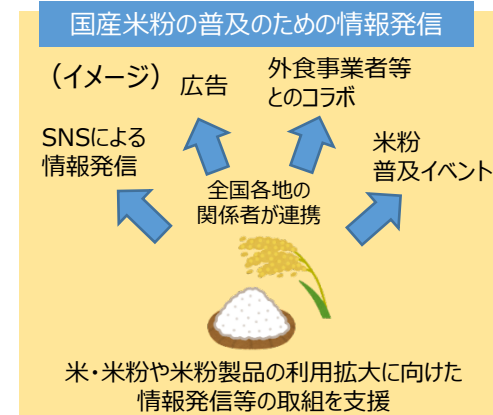 国産米粉の普及のための情報発信
（イメージ）
広告
外食事業者等
とのコラボ
SNSによる
情報発信
米粉
普及イベント
全国各地の
関係者が連携
米・米粉や米粉製品の利用拡大に向けた
情報発信等の取組を支援